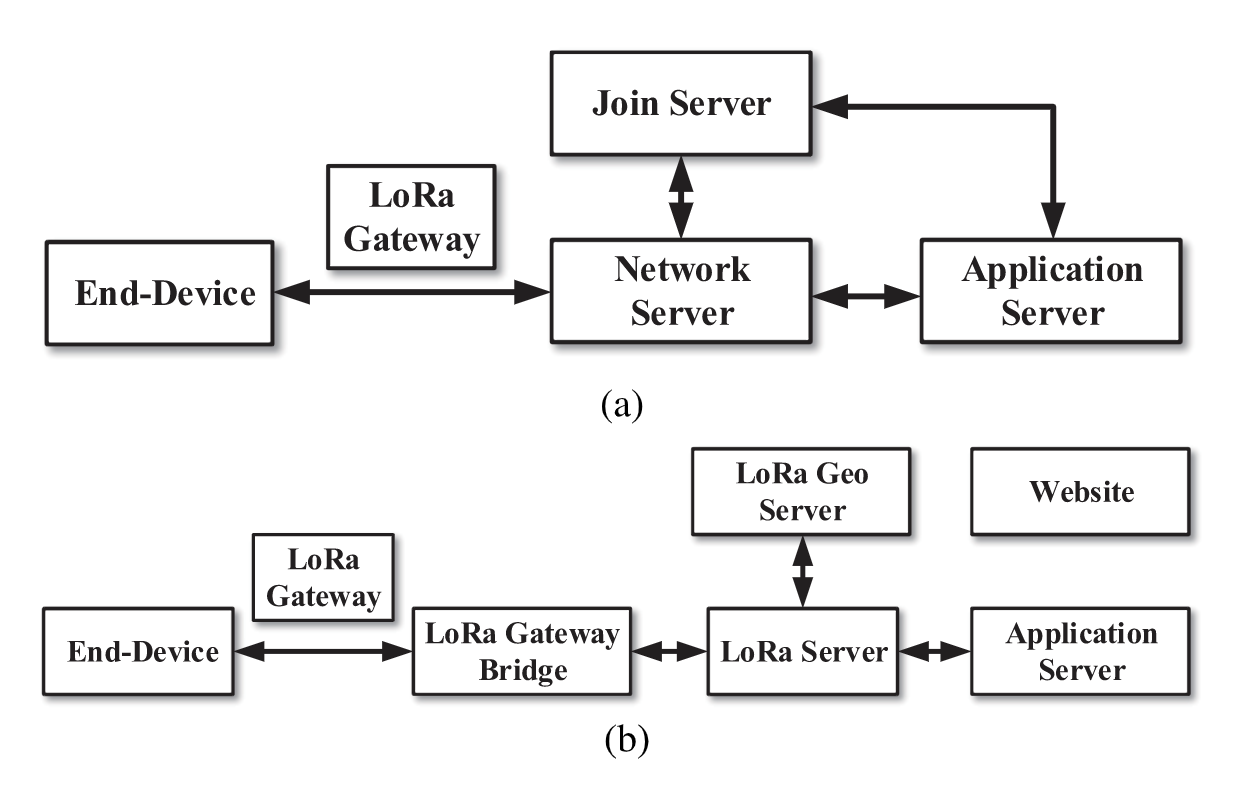 Join Server
LoRa
Gateway
End-Device
Network
Server
Application
Server
(a)
LoRa Geo
Server
Website
LoRa
Gateway
End-Device
LoRa Gateway
Bridge
LoRa Server
Application
Server
(b)